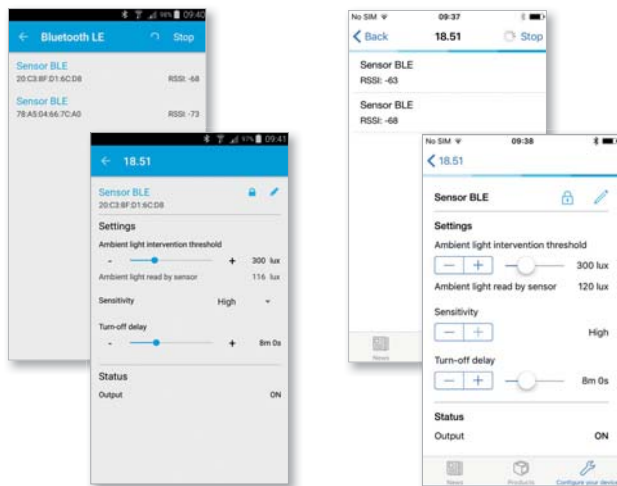 98% 09:40
Bluetooth LE Stop
Sensor BLE
20:C3:8F:D1:6C:D8 RSSI: -68
Sensor BLE
78:A5:04:66:7C:A0 RSSI: -73
97% 09:41
18.51
Sensor BLE
20:C3:8F:D1:6C:D8
Settings
Ambient light intervention threshold
- + 300 lux
Ambient light read by sensor 116 lux
Sensitivity High
Turn-off delay
- + 8m 0s
Status
Output ON
No SIM 09:37
Back 18.51 Stop
Sensor BLE
RSSI: -63
Sensor BLE
RSSI: -68
News
No SIM 09:38
18.51
Sensor BLE
Settings
Ambient light intervention threshold
- + 300 lux
Ambient light read by sensor 120 lux
Sensitivity
- + High
Turn-off delay
- + 8m 0s
Status
Output ON
News Products Configure your device